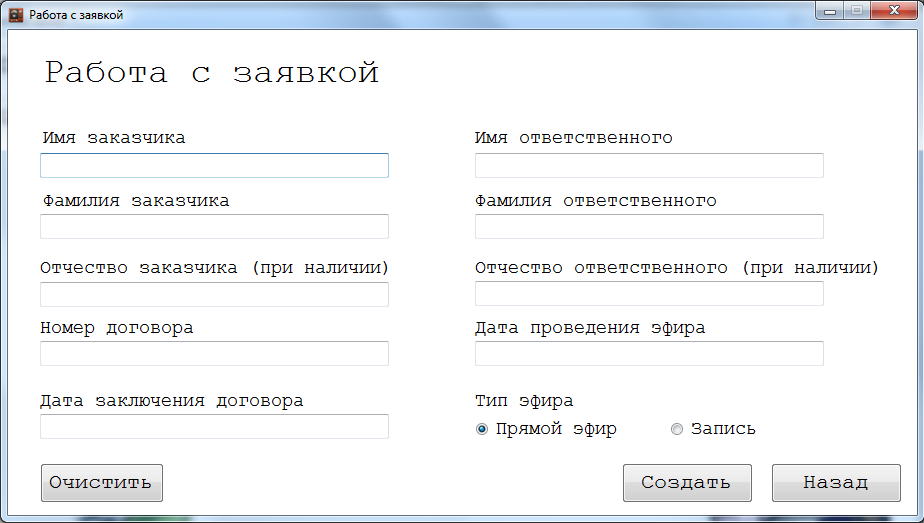 Работа с заявкой
Работа с заявкой
Имя заказчика
Имя ответственного
Фамилия заказчика
Фамилия ответственного
Отчество заказчика (при наличии)
Отчество ответственного (при наличии)
Номер договора
Дата проведения эфира
Дата заключения договора
Тип эфира
Прямой эфир
Запись
Очистить
Создать
Назад